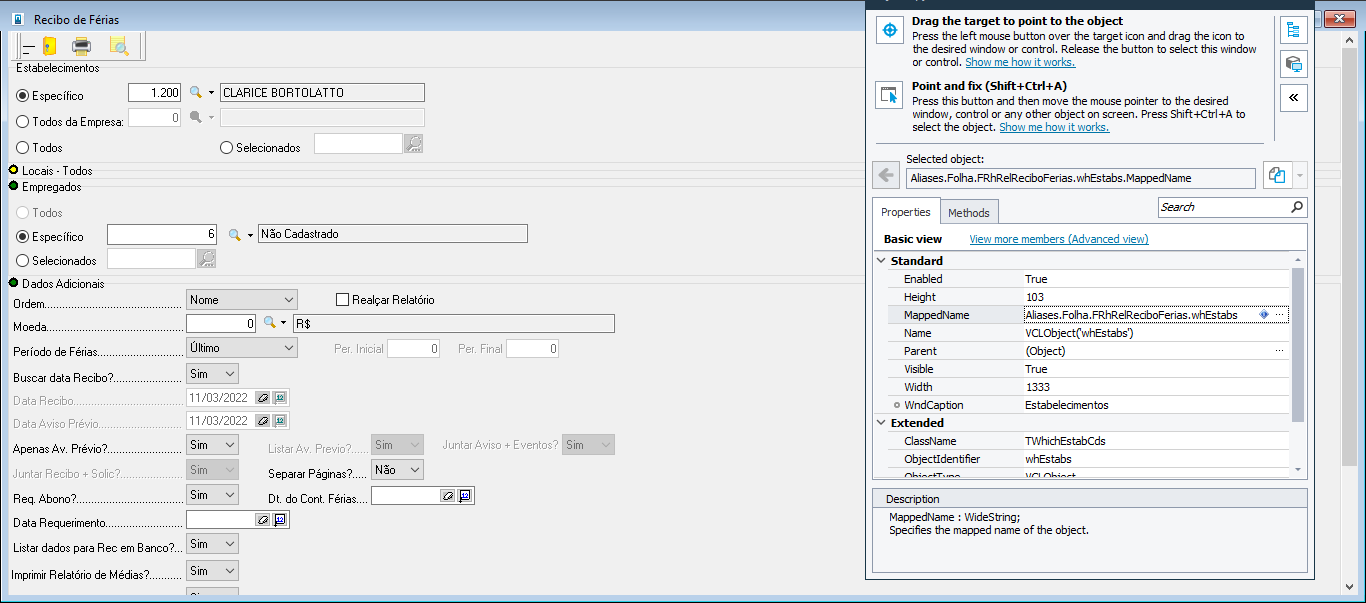 Recibo de Férias
Estabelecimentos
Específico 1.200 CLARICE BORTOLATTO
Todos da Empresa: 0
Todos Selecionados
Locais - Todos
Empregados
Todos
Específico 6 Não Cadastrado
Selecionados
Dados Adicionais
Ordem................................... Nome Realçar Relatório
Moeda................................... 0 R$
Período de Férias..................... Último Per. Inicial 0 Per. Final 0
Buscar data Recibo?................. Sim
Data Recibo............................ 11/03/2022
Data Aviso Prévio..................... 11/03/2022
Apenas Av. Prévio?.................. Sim Listar Av. Previo?...... Sim Juntar Aviso + Eventos? Sim
Juntar Recibo + Solic?............... Sim Separar Páginas?..... Não
Req. Abono?........................... Sim Dt. do Cont. Férias....
Data Requerimento...................
Listar dados para Rec em Banco?... Sim
Imprimir Relatório de Médias?.......... Sim
Drag the target to point to the object
Press the left mouse button over the target icon and drag the icon to
the desired window or control. Release the button to select this window
or control. Show me how it works.
Point and fix (Shift+Ctrl+A)
Press this button and then move the mouse pointer to the desired
window, control or any other object on screen. Press Shift+Ctrl+A to
select the object. Show me how it works.
Selected object:
Aliases.Folha.FRhRelReciboFerias.whEstabs.MappedName
Properties Methods Search
Basic view View more members (Advanced view)
Standard
Enabled True
Height 103
MappedName Aliases.Folha.FRhRelReciboFerias.whEstabs ...
Name VCLObject('whEstabs')
Parent (Object) ...
Visible True
Width 1333
WndCaption Estabelecimentos
Extended
ClassName TWhichEstabCds
ObjectIdentifier whEstabs
ObjectType VCLObject
Description
MappedName : WideString;
Specifies the mapped name of the object.